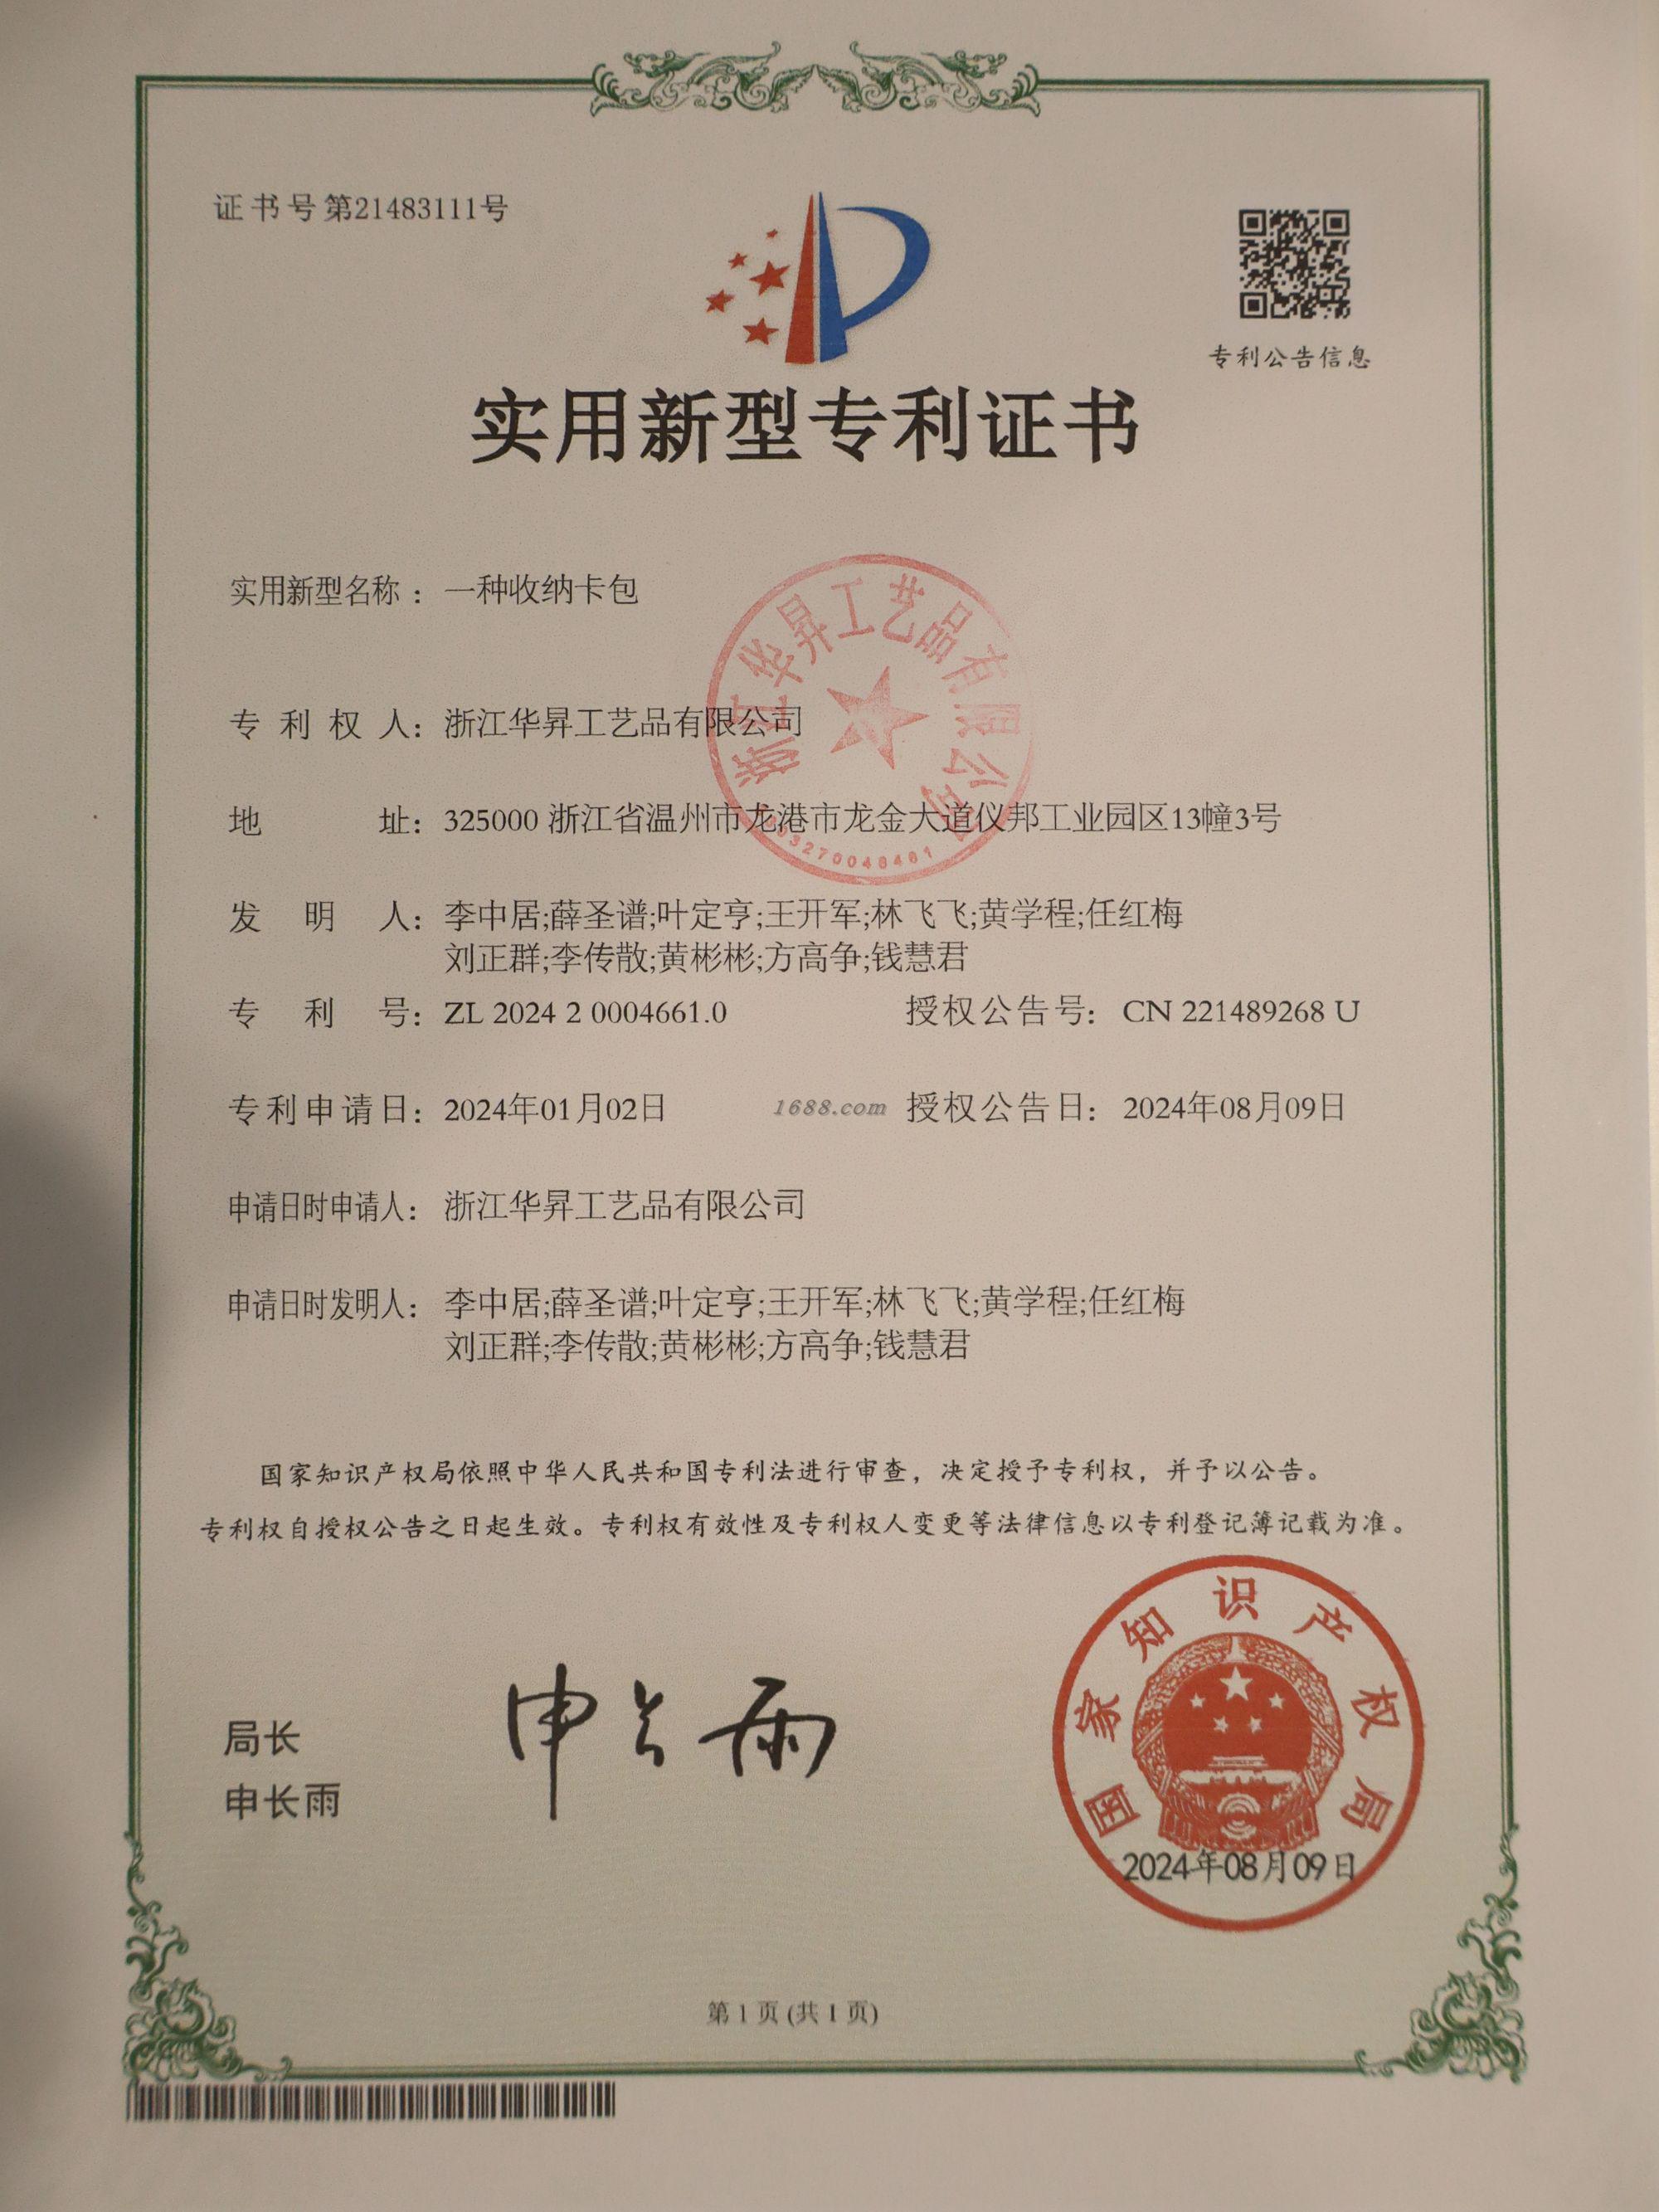 证书号第21483111号
专利公告信息
实用新型专利证书
实用新型名称：一种收纳卡包
专利权人：浙江华昇工艺品有限公司
地址：325000 浙江省温州市龙港市龙金大道仪邦工业园区13幢3号
发明人：李中居;薛圣谱;叶定亨;王开军;林飞飞;黄学程;任红梅
刘正群;李传散;黄彬彬;方高争;钱慧君
专利号：ZL 2024 2 0004661.0 授权公告号：CN 221489268 U
专利申请日：2024年01月02日 1688.com 授权公告日：2024年08月09日
申请日时申请人：浙江华昇工艺品有限公司
申请日时发明人：李中居;薛圣谱;叶定亨;王开军;林飞飞;黄学程;任红梅
刘正群;李传散;黄彬彬;方高争;钱慧君
国家知识产权局依照中华人民共和国专利法进行审查，决定授予专利权，并予以公告。
专利权自授权公告之日起生效。专利权有效性及专利权人变更等法律信息以专利登记簿记载为准。
局长
申长雨
申长雨
国家知识产权局
2024年08月09日
第 1 页 (共 1 页)
浙江华昇工艺品有限公司